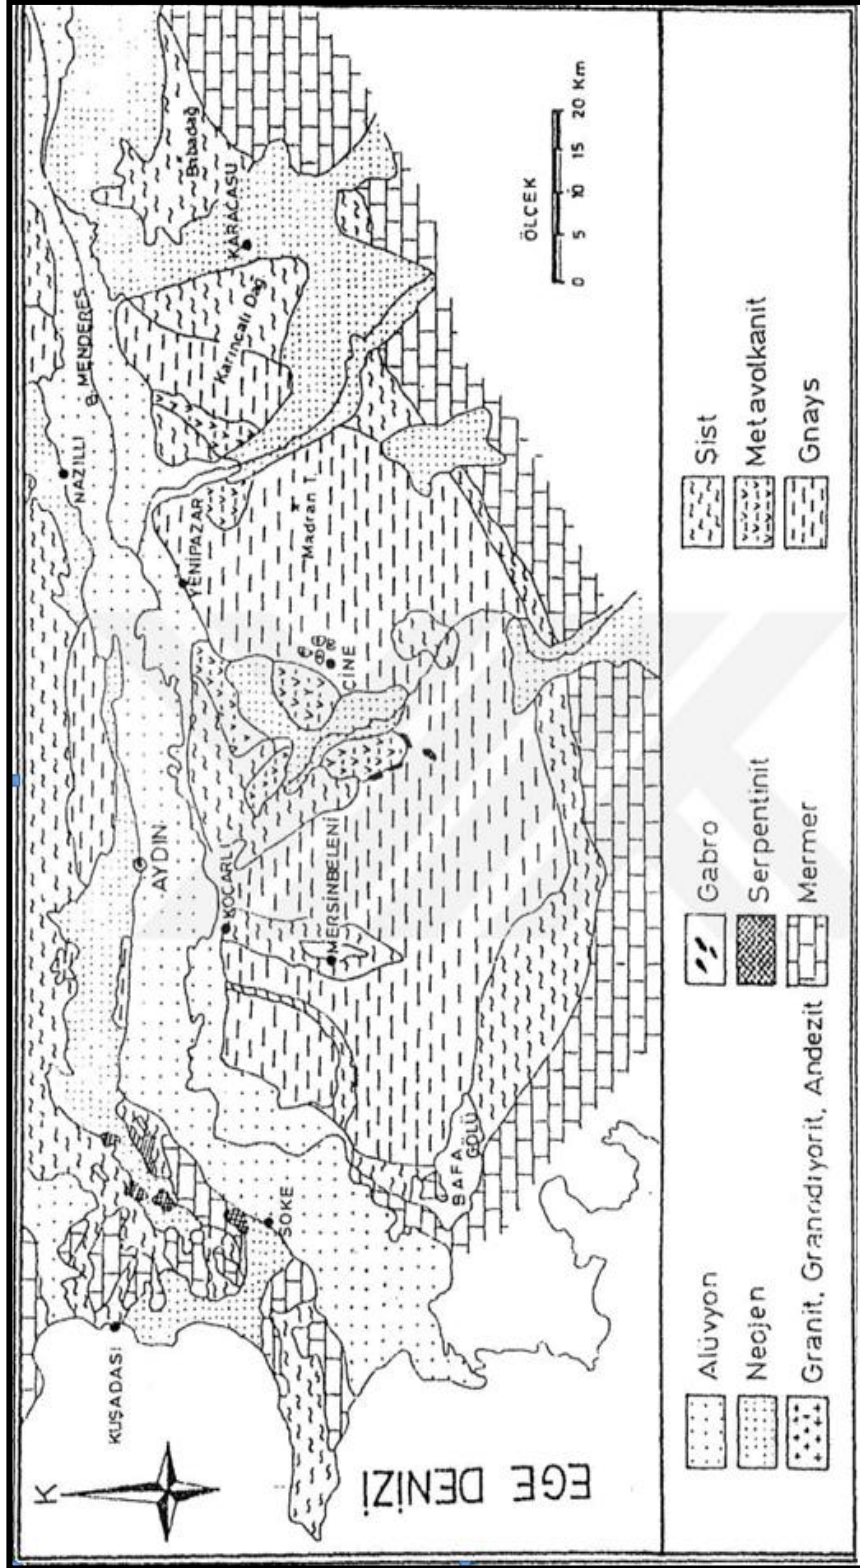 K
KUŞADASI
SÖKE
AYDIN
KOÇARLI
NAZİLLİ
B. MENDERES
YENİPAZAR
Babadağ
KARACASU
Karıncalı Dağ
Madran T.
ÇİNE
MERSİNBELENİ
BAFA
GÖLÜ
EGE DENİZİ
ÖLÇEK
0 5 10 15 20 Km
Alüvyon
Neojen
Granit, Granodiyorit, Andezit
Gabro
Serpentinit
Mermer
Şist
Metavolkanit
Gnays